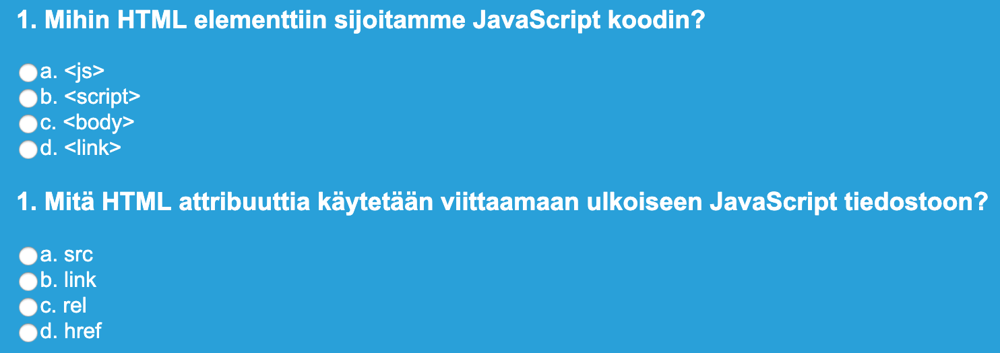 1. Mihin HTML elementtiin sijoitamme JavaScript koodin?
a. <js>
b. <script>
c. <body>
d. <link>
1. Mitä HTML attribuuttia käytetään viittaamaan ulkoiseen JavaScript tiedostoon?
a. src
b. link
c. rel
d. href